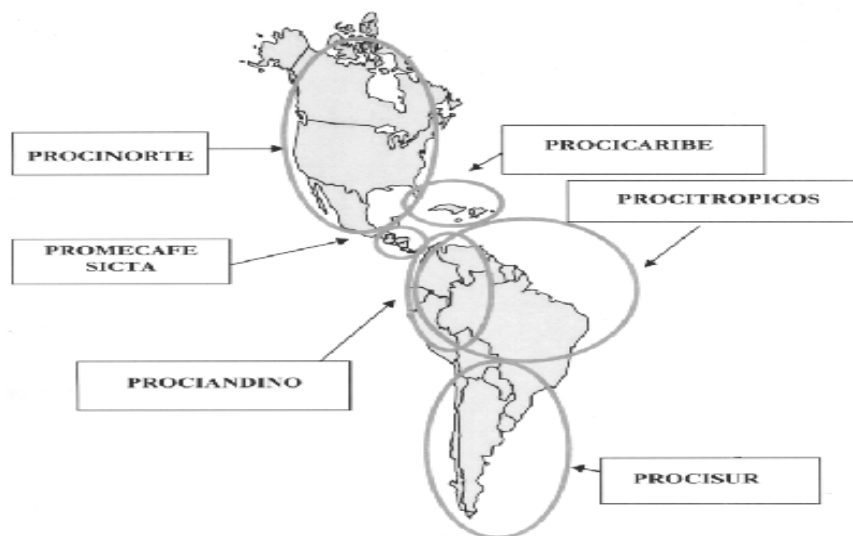 PROCINORTE
PROCICARIBE
PROCITROPICOS
PROMECAFE
SICTA
PROCIANDINO
PROCISUR